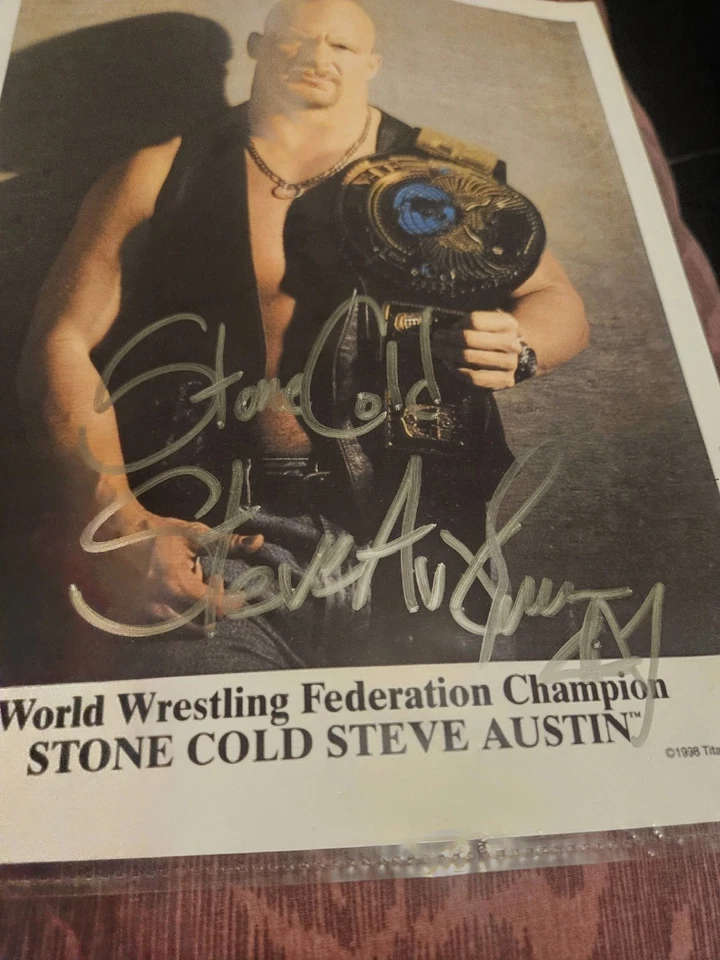 Stone Cold
Steve Austin
World Wrestling Federation Champion
STONE COLD STEVE AUSTIN™
©1998 Tita